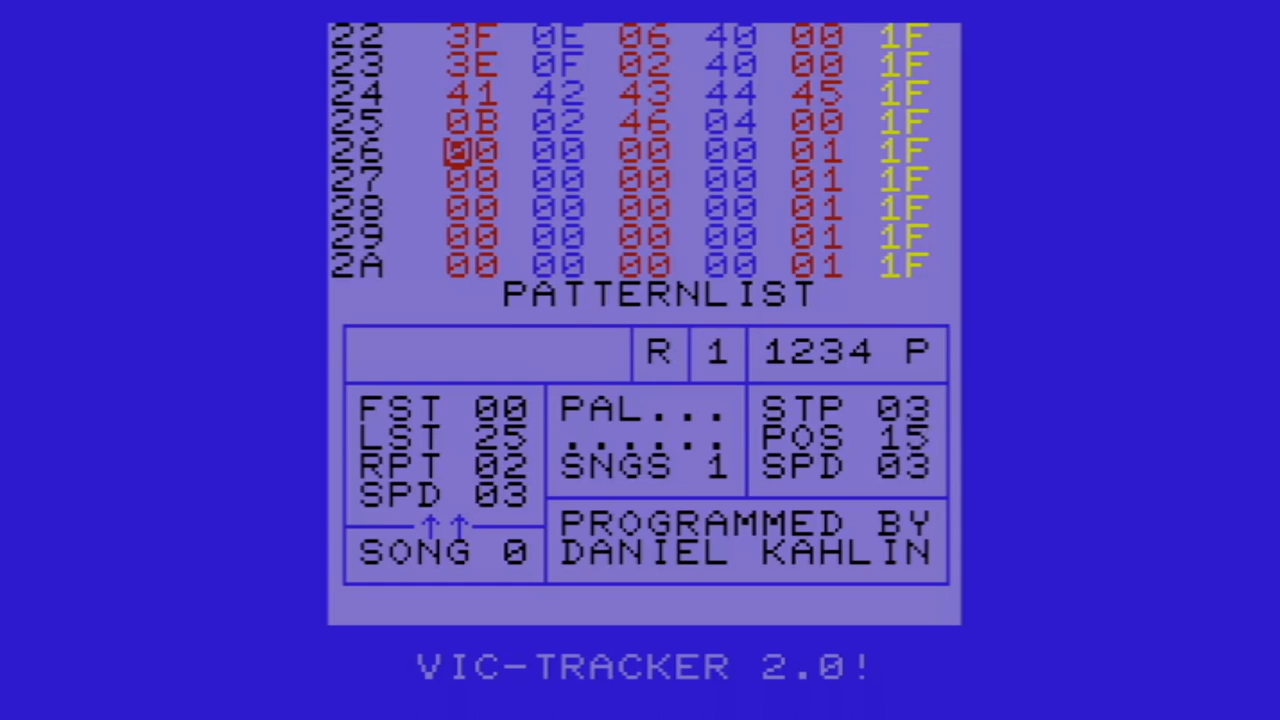 22 3F 0E 06 40 00 1F
23 3E 0F 02 40 00 1F
24 41 42 43 44 45 1F
25 0B 02 46 04 00 1F
26 00 00 00 00 01 1F
27 00 00 00 00 01 1F
28 00 00 00 00 01 1F
29 00 00 00 00 01 1F
2A 00 00 00 00 01 1F
PATTERNLIST
R 1 1234 P
FST 00 PAL... STP 03
LST 25 ...... POS 15
RPT 02 SNGS 1 SPD 03
SPD 03
↑↑ PROGRAMMED BY
SONG 0 DANIEL KAHLIN
VIC-TRACKER 2.0!